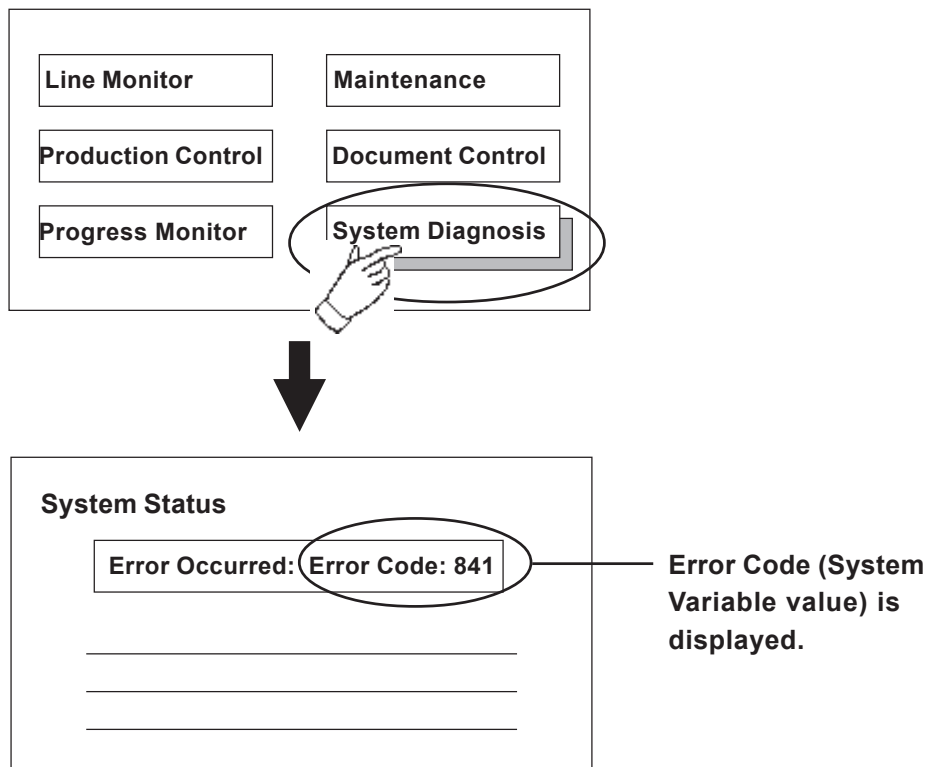 Line Monitor
Maintenance
Production Control
Document Control
Progress Monitor
System Diagnosis
System Status
Error Occurred: Error Code: 841
Error Code (System
Variable value) is
displayed.